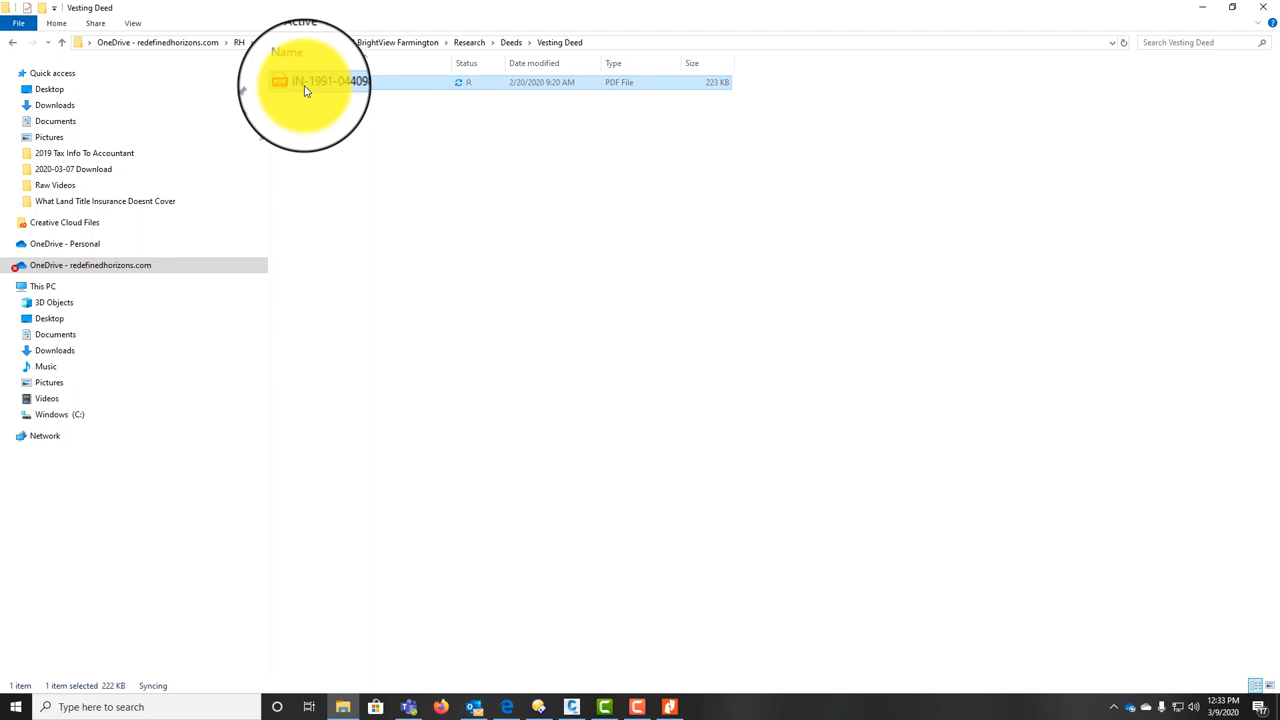 Vesting Deed
File Home Share View
OneDrive - redefinedhorizons.com RH BrightView Farmington Research Deeds Vesting Deed
Search Vesting Deed
Active
Name Status Date modified Type Size
IN-1991-04409 R 2/20/2020 9:20 AM PDF File 223 KB
Quick access
Desktop
Downloads
Documents
Pictures
2019 Tax Info To Accountant
2020-03-07 Download
Raw Videos
What Land Title Insurance Doesnt Cover
Creative Cloud Files
OneDrive - Personal
OneDrive - redefinedhorizons.com
This PC
3D Objects
Desktop
Documents
Downloads
Music
Pictures
Videos
Windows (C:)
Network
1 item 1 item selected 222 KB Syncing
Type here to search
12:33 PM
3/9/2020